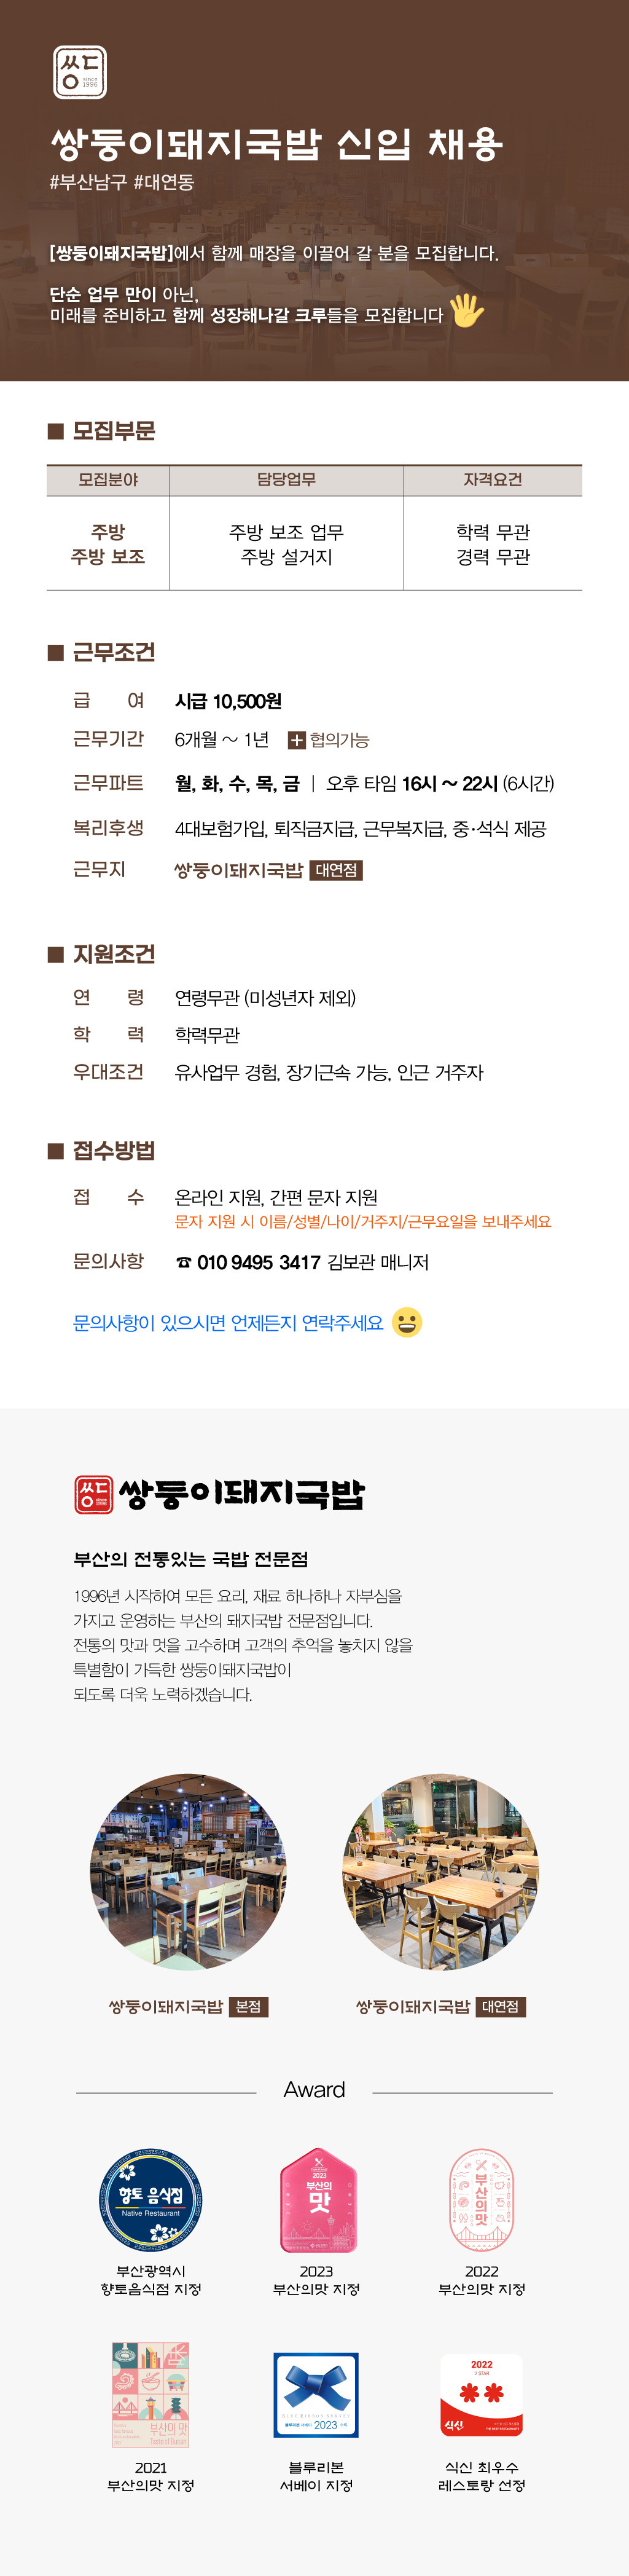 쌍둥
since
1996
쌍둥이돼지국밥 신입 채용
#부산남구 #대연동
[쌍둥이돼지국밥]에서 함께 매장을 이끌어 갈 분을 모집합니다.
단순 업무 만이 아닌,
미래를 준비하고 함께 성장해나갈 크루들을 모집합니다
■ 모집부문
모집분야 담당업무 자격요건
주방 주방 보조 업무 학력 무관
주방 보조 주방 설거지 경력 무관
■ 근무조건
급 여 시급 10,500원
근무기간 6개월 ~ 1년 + 협의가능
근무파트 월, 화, 수, 목, 금 | 오후 타임 16시 ~ 22시 (6시간)
복리후생 4대보험가입, 퇴직금지급, 근무복지급, 중·석식 제공
근무지 쌍둥이돼지국밥 대연점
■ 지원조건
연 령 연령무관 (미성년자 제외)
학 력 학력무관
우대조건 유사업무 경험, 장기근속 가능, 인근 거주자
■ 접수방법
접 수 온라인 지원, 간편 문자 지원
문자 지원 시 이름/성별/나이/거주지/근무요일을 보내주세요
문의사항 ☎ 010 9495 3417 김보관 매니저
문의사항이 있으시면 언제든지 연락주세요
쌍둥이돼지국밥
부산의 전통있는 국밥 전문점
1996년 시작하여 모든 요리, 재료 하나하나 자부심을
가지고 운영하는 부산의 돼지국밥 전문점입니다.
전통의 맛과 멋을 고수하며 고객의 추억을 놓치지 않을
특별함이 가득한 쌍둥이돼지국밥이
되도록 더욱 노력하겠습니다.
쌍둥이돼지국밥 본점
쌍둥이돼지국밥 대연점
Award
향토 음식점
Native Restaurant
부산광역시
향토음식점 지정
2023
부산의
맛
2023
부산의맛 지정
부산의맛
2022
부산의맛 지정
부산의 맛
Taste of Busan
2021
부산의맛 지정
BLUE RIBBON SURVEY
블루리본 서베이 2023 수록
블루리본
서베이 지정
2022
2 STAR
식신
식신 최우수
레스토랑 선정